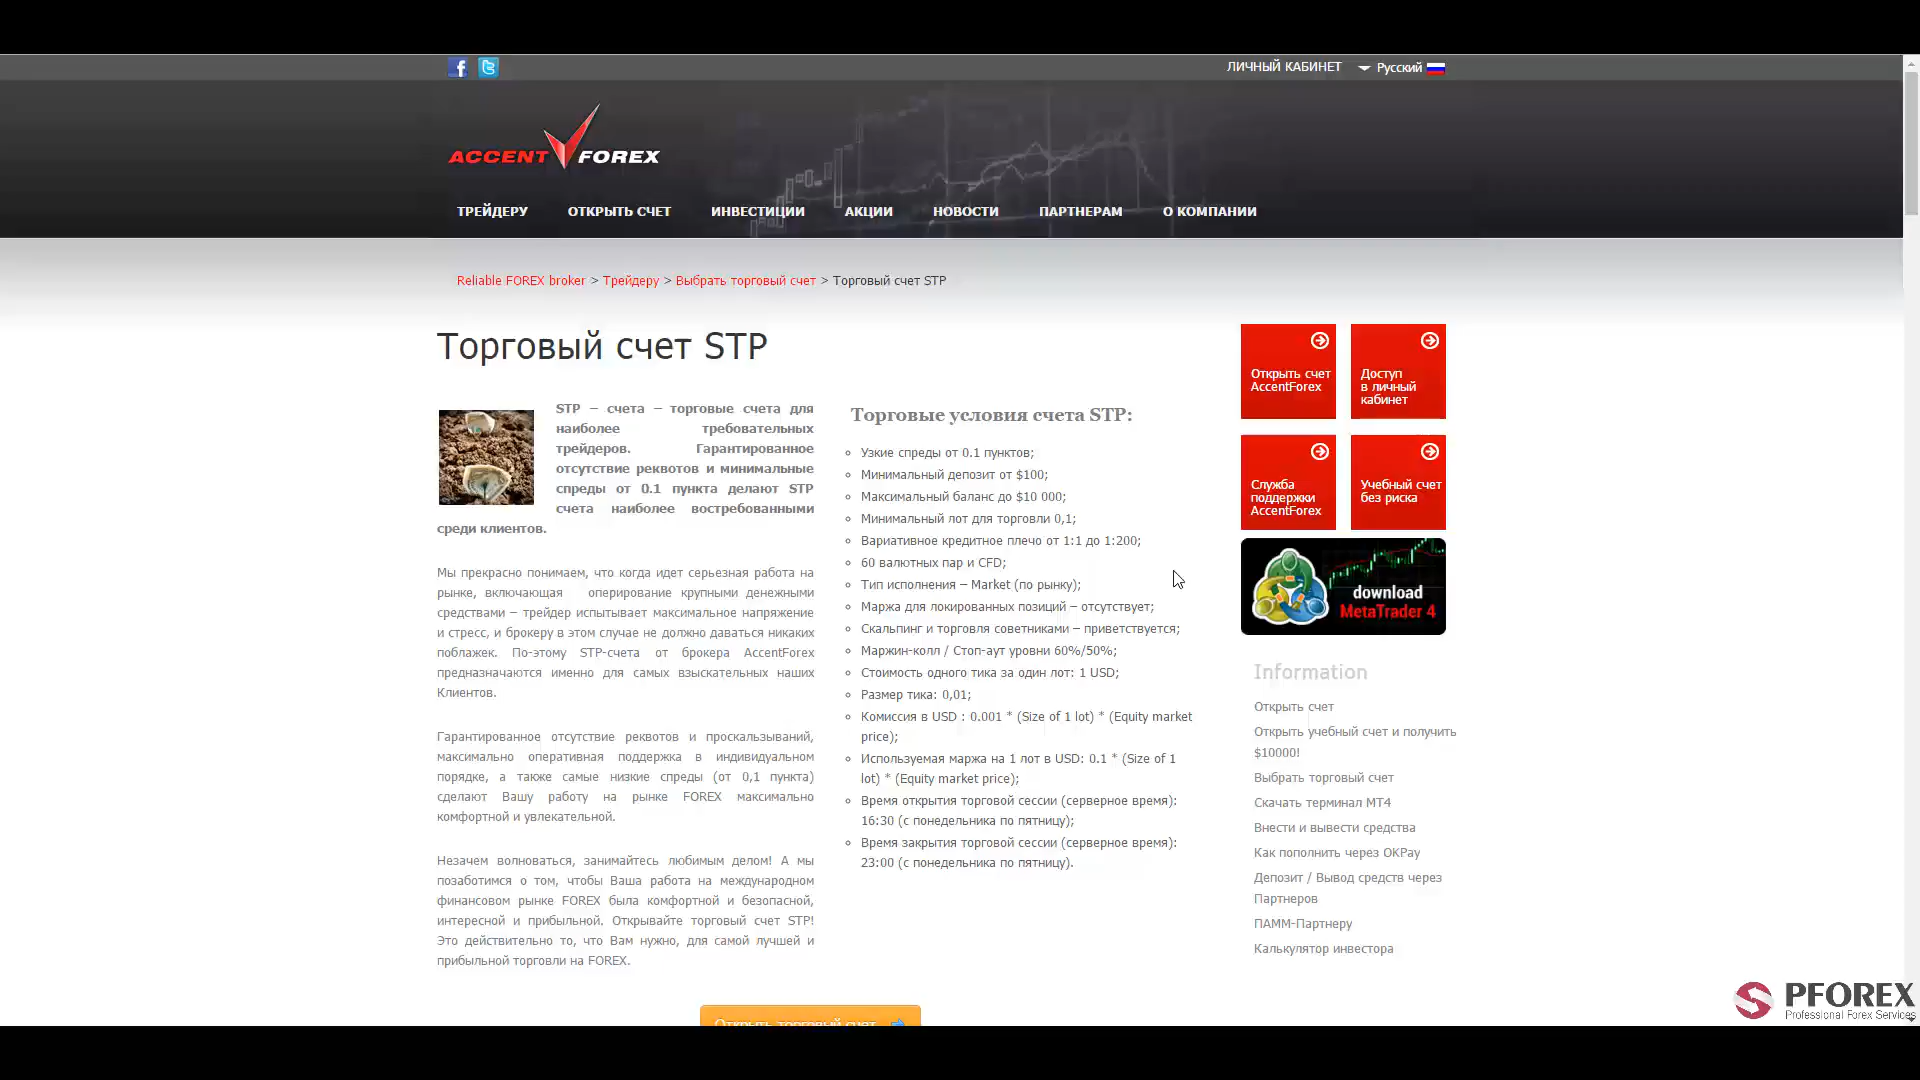 ЛИЧНЫЙ КАБИНЕТ Русский
ACCENT FOREX
ТРЕЙДЕРУ ОТКРЫТЬ СЧЕТ ИНВЕСТИЦИИ АКЦИИ НОВОСТИ ПАРТНЕРАМ О КОМПАНИИ
Reliable FOREX broker > Трейдеру > Выбрать торговый счет > Торговый счет STP
Торговый счет STP
STP – счета – торговые счета для
наиболее требовательных
трейдеров. Гарантированное
отсутствие реквотов и минимальные
спреды от 0.1 пункта делают STP
счета наиболее востребованными
среди клиентов.
Мы прекрасно понимаем, что когда идет серьезная работа на
рынке, включающая оперирование крупными денежными
средствами – трейдер испытывает максимальное напряжение
и стресс, и брокеру в этом случае не должно даваться никаких
поблажек. По-этому STP-счета от брокера AccentForex
предназначаются именно для самых взыскательных наших
Клиентов.
Гарантированное отсутствие реквотов и проскальзываний,
максимально оперативная поддержка в индивидуальном
порядке, а также самые низкие спреды (от 0,1 пункта)
сделают Вашу работу на рынке FOREX максимально
комфортной и увлекательной.
Незачем волноваться, занимайтесь любимым делом! А мы
позаботимся о том, чтобы Ваша работа на международном
финансовом рынке FOREX была комфортной и безопасной,
интересной и прибыльной. Открывайте торговый счет STP!
Это действительно то, что Вам нужно, для самой лучшей и
прибыльной торговли на FOREX.
Торговые условия счета STP:
Узкие спреды от 0.1 пунктов;
Минимальный депозит от $100;
Максимальный баланс до $10 000;
Минимальный лот для торговли 0,1;
Вариативное кредитное плечо от 1:1 до 1:200;
60 валютных пар и CFD;
Тип исполнения – Market (по рынку);
Маржа для локированных позиций – отсутствует;
Скальпинг и торговля советниками – приветствуется;
Маржин-колл / Стоп-аут уровни 60%/50%;
Стоимость одного тика за один лот: 1 USD;
Размер тика: 0,01;
Комиссия в USD : 0.001 * (Size of 1 lot) * (Equity market
price);
Используемая маржа на 1 лот в USD: 0.1 * (Size of 1
lot) * (Equity market price);
Время открытия торговой сессии (серверное время):
16:30 (с понедельника по пятницу);
Время закрытия торговой сессии (серверное время):
23:00 (с понедельника по пятницу).
Открыть торговый счет
Открыть счет
AccentForex
Доступ
в личный
кабинет
Служба
поддержки
AccentForex
Учебный счет
без риска
download
MetaTrader 4
Information
Открыть счет
Открыть учебный счет и получить
$10000!
Выбрать торговый счет
Скачать терминал МТ4
Внести и вывести средства
Как пополнить через OKPay
Депозит / Вывод средств через
Партнеров
ПАММ-Партнеру
Калькулятор инвестора
PFOREX
Professional Forex Services